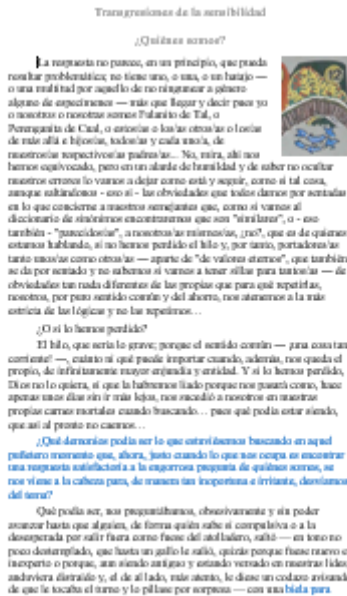 Transgresiones de la sensibilidad
¿Quiénes somos?
La respuesta no parece, en un principio, que pueda
resultar problemática; no tiene uno, o una, o un hatajo —
o una multitud por aquello de no ningunear a género
alguno de especímenes — más que llegar y decir pues yo
o nosotros o nosotras somos Fulanito de Tal, o
Perenganita de Cual, o estos/as o los/as otros/as o los/as
de más allá e hijos/as, todos/as y cada uno/a, de
nuestros/as respectivos/as padres/as... No, mira, ahí nos
hemos equivocado, pero en un alarde de humildad y de saber no ocultar
nuestros errores lo vamos a dejar como está y seguir, como si tal cosa,
aunque saltándonos - eso sí - las obviedades que todos damos por sentadas
en lo que concierne a nuestros semejantes que, como si vamos al
diccionario de sinónimos encontraremos que son "similares", o - eso
también - "parecidos/as", a nosotros/as mismos/as, ¿no?, que es de quienes
estamos hablando, si no hemos perdido el hilo y, por tanto, portadores/as
tanto unos/as como otros/as — aparte de "de valores eternos", que también
se da por sentado y no sabemos si vamos a tener sillas para tantos/as — de
obviedades tan nada diferentes de las propias que para qué repetirlas,
nosotros, por puro sentido común y del ahorro, nos atenemos a la más
estricta de las lógicas y no las repetimos...
¿O sí lo hemos perdido?
El hilo, que sería lo grave; porque el sentido común — ¡una cosa tan
corriente! —, cuánto ni qué puede importar cuando, además, nos queda el
propio, de infinitamente mayor enjundia y entidad. Y si lo hemos perdido,
Dios no lo quiera, sí que la habremos liado porque nos pasará como, hace
apenas unos días sin ir más lejos, nos sucedió a nosotros en nuestras
propias carnes mortales cuando buscando... pues qué podía estar siendo,
que así al pronto no caemos...
¿Qué demonios podía ser lo que estuviésemos buscando en aquel
puñetero momento que, ahora, justo cuando lo que nos ocupa es encontrar
una respuesta satisfactoria a la engorrosa pregunta de quiénes somos, se
nos viene a la cabeza para, de manera tan inoportuna e irritante, desviarnos
del tema?
Qué podía ser, nos preguntábamos, obsesivamente y sin poder
avanzar hasta que alguien, de forma quién sabe si compulsiva o a la
desesperada por salir fuera como fuese del atolladero, saltó — en tono no
poco destemplado, que hasta un gallo le salió, quizás porque fuese nuevo e
inexperto o porque, aun siendo antiguo y estando versado en nuestras lides
anduviera distraído y, el de al lado, más atento, le diese un codazo avisando
de que le tocaba el turno y lo pillase por sorpresa — con una biela para